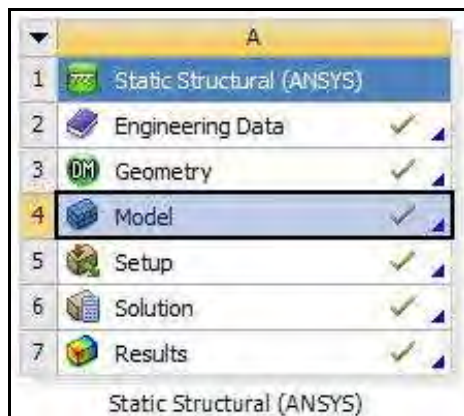 A
1 Static Structural (ANSYS)
2 Engineering Data
3 DM Geometry
4 Model
5 Setup
6 Solution
7 Results
Static Structural (ANSYS)